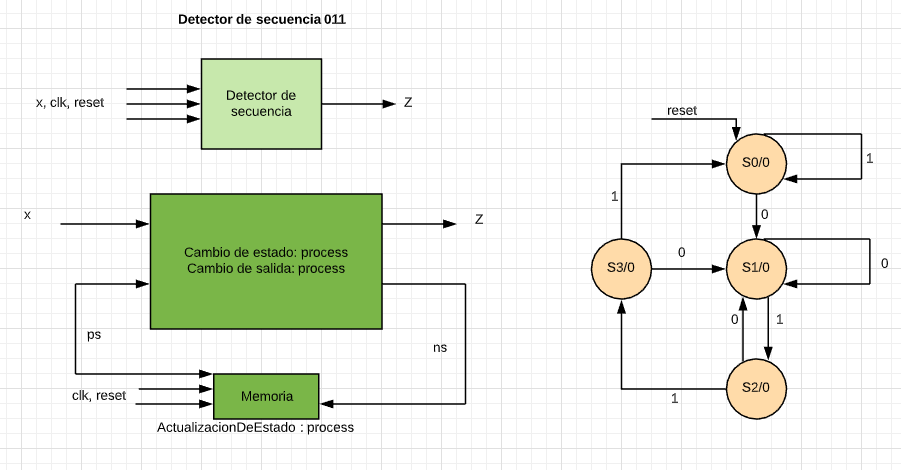 Detector de secuencia 011
x, clk, reset
Detector de
secuencia
Z
x
Cambio de estado: process
Cambio de salida: process
Z
ps
ns
clk, reset
Memoria
ActualizacionDeEstado : process
reset
S0/0
1
1
0
S3/0
0
S1/0
0
0
1
S2/0
1